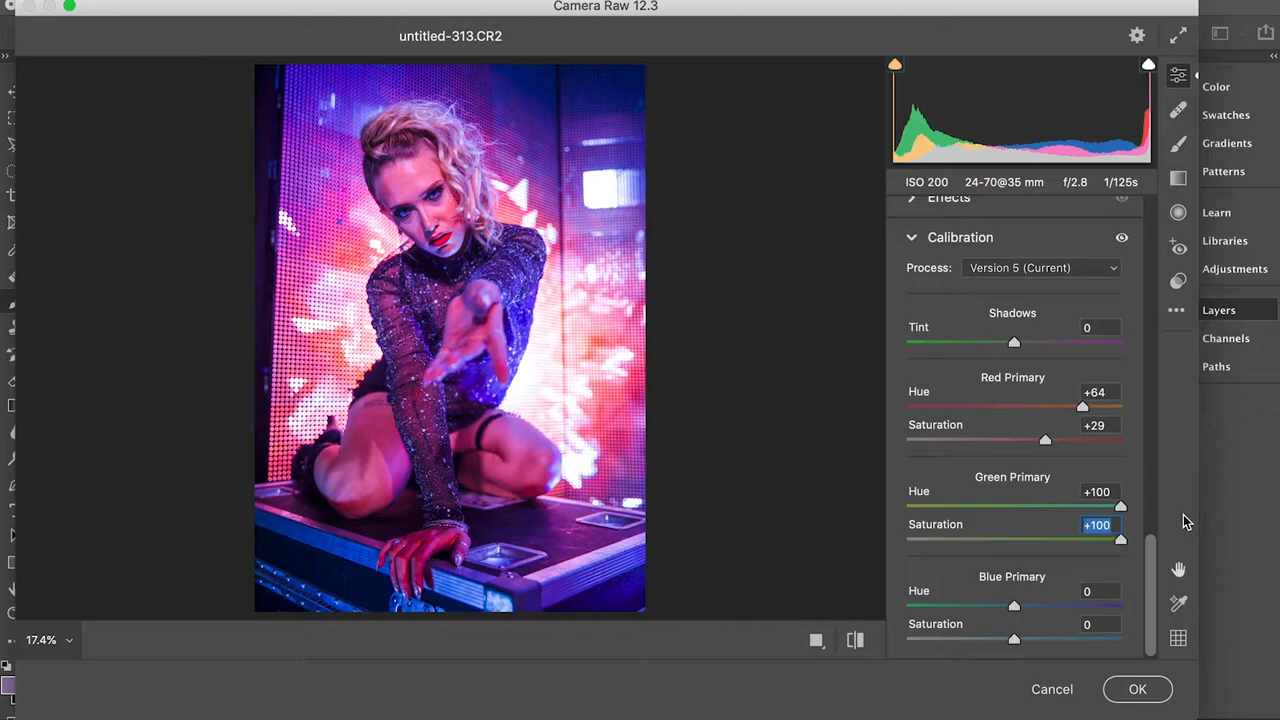 Camera Raw 12.3
untitled-313.CR2
ISO 200 24-70@35 mm f/2.8 1/125s
Effects
Calibration
Process: Version 5 (Current)
Shadows
Tint 0
Red Primary
Hue +64
Saturation +29
Green Primary
Hue +100
Saturation +100
Blue Primary
Hue 0
Saturation 0
17.4%
Cancel OK
Color
Swatches
Gradients
Patterns
Learn
Libraries
Adjustments
Layers
Channels
Paths